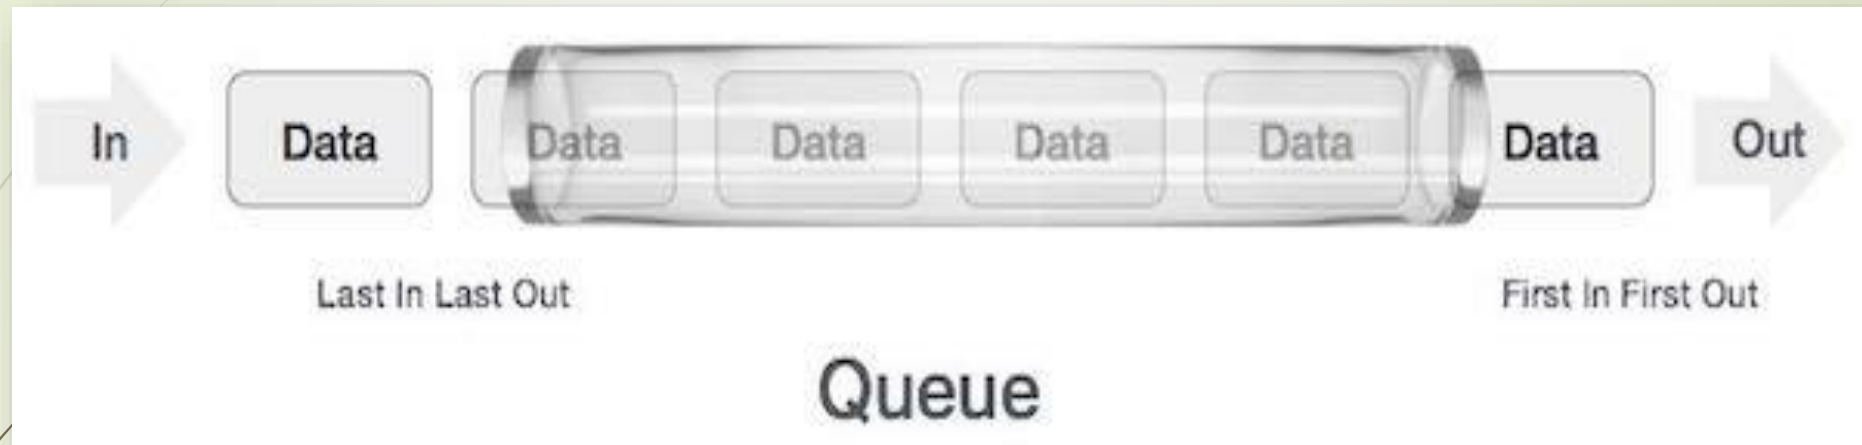 In Data Data Data Data Data Data Out
Last In Last Out First In First Out
Queue